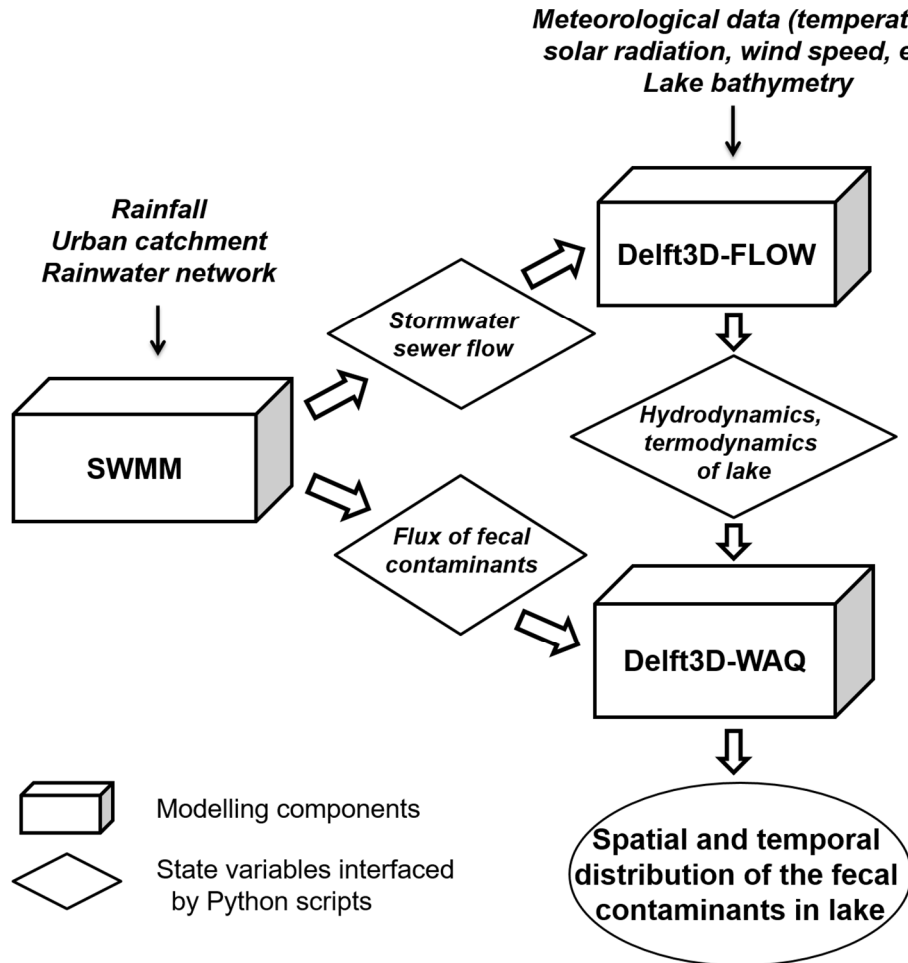 Meteorological data (temperat
solar radiation, wind speed, e
Lake bathymetry
Rainfall
Urban catchment
Rainwater network
Delft3D-FLOW
Stormwater
sewer flow
SWMM
Hydrodynamics,
termodynamics
of lake
Flux of fecal
contaminants
Delft3D-WAQ
Modelling components
State variables interfaced
by Python scripts
Spatial and temporal
distribution of the fecal
contaminants in lake